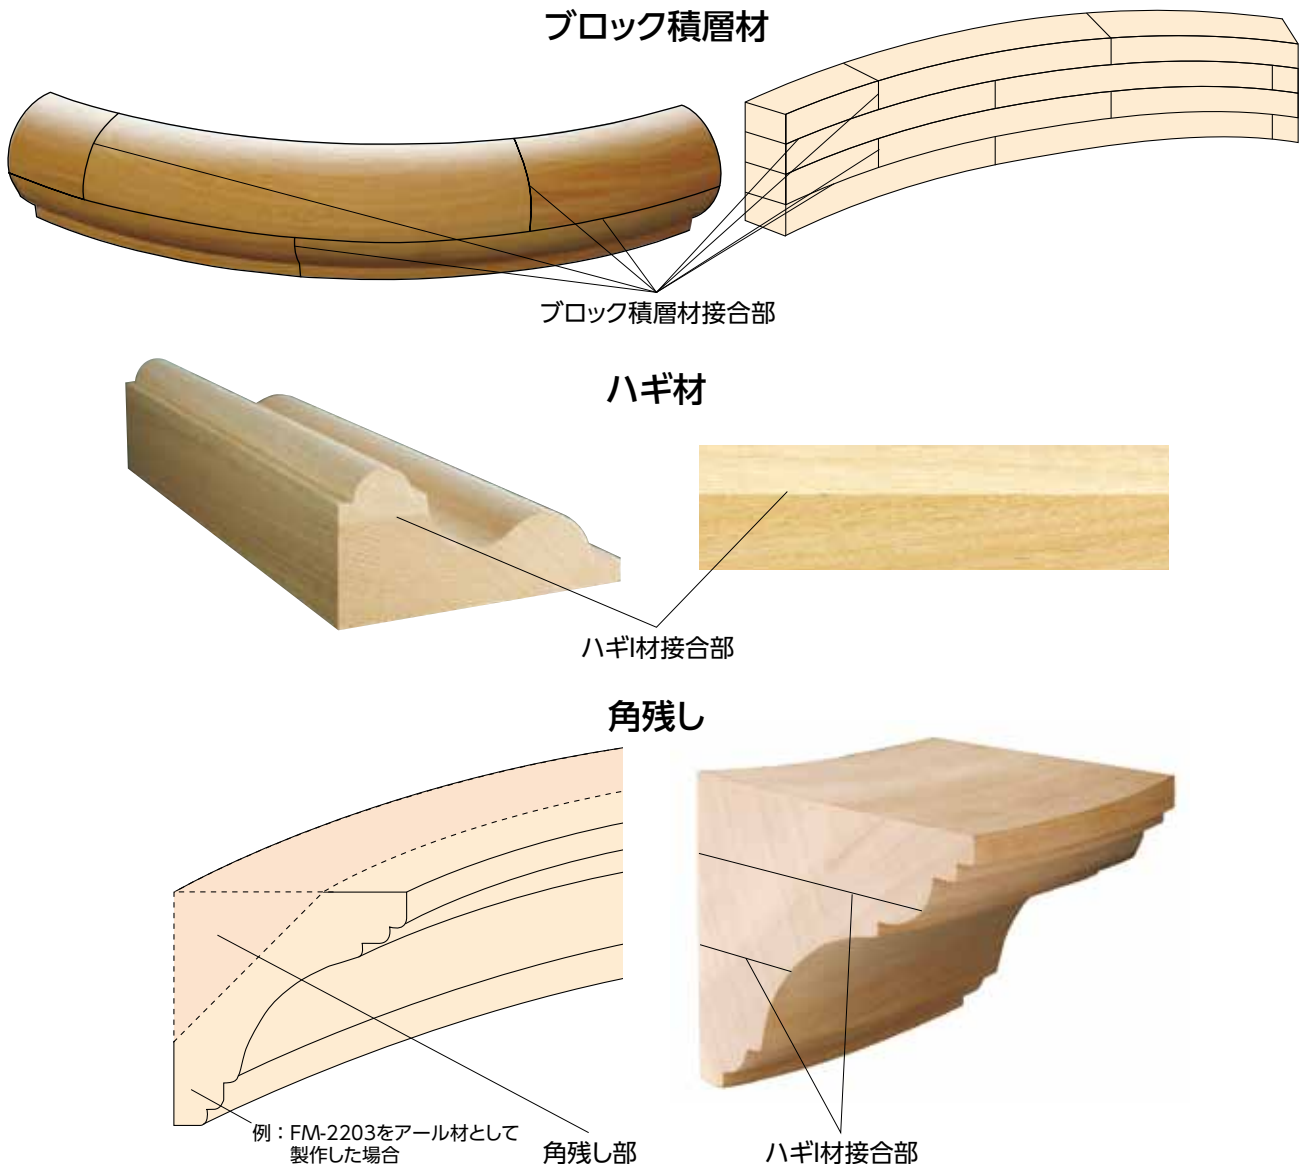 ブロック積層材
ブロック積層材接合部
ハギ材
ハギI材接合部
角残し
例：FM-2203をアール材として
製作した場合
角残し部
ハギI材接合部